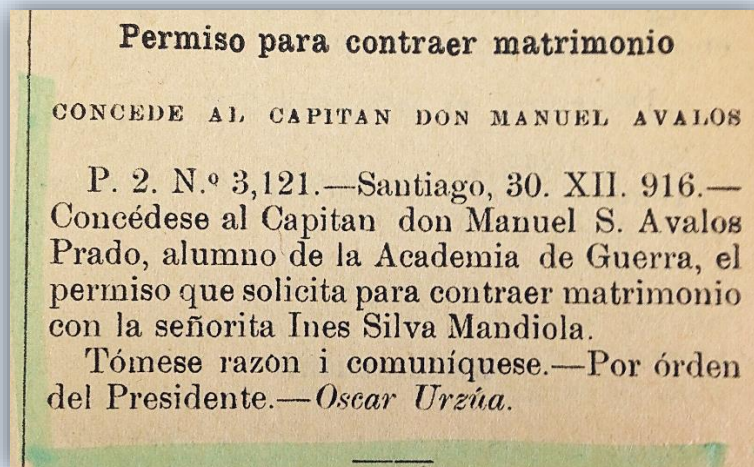 Permiso para contraer matrimonio
CONCEDE AL CAPITAN DON MANUEL AVALOS
P. 2. N.º 3,121.—Santiago, 30. XII. 916.—
Concédese al Capitan don Manuel S. Avalos
Prado, alumno de la Academia de Guerra, el
permiso que solicita para contraer matrimonio
con la señorita Ines Silva Mandiola.
Tómese razon i comuníquese.—Por órden
del Presidente.—Oscar Urzúa.